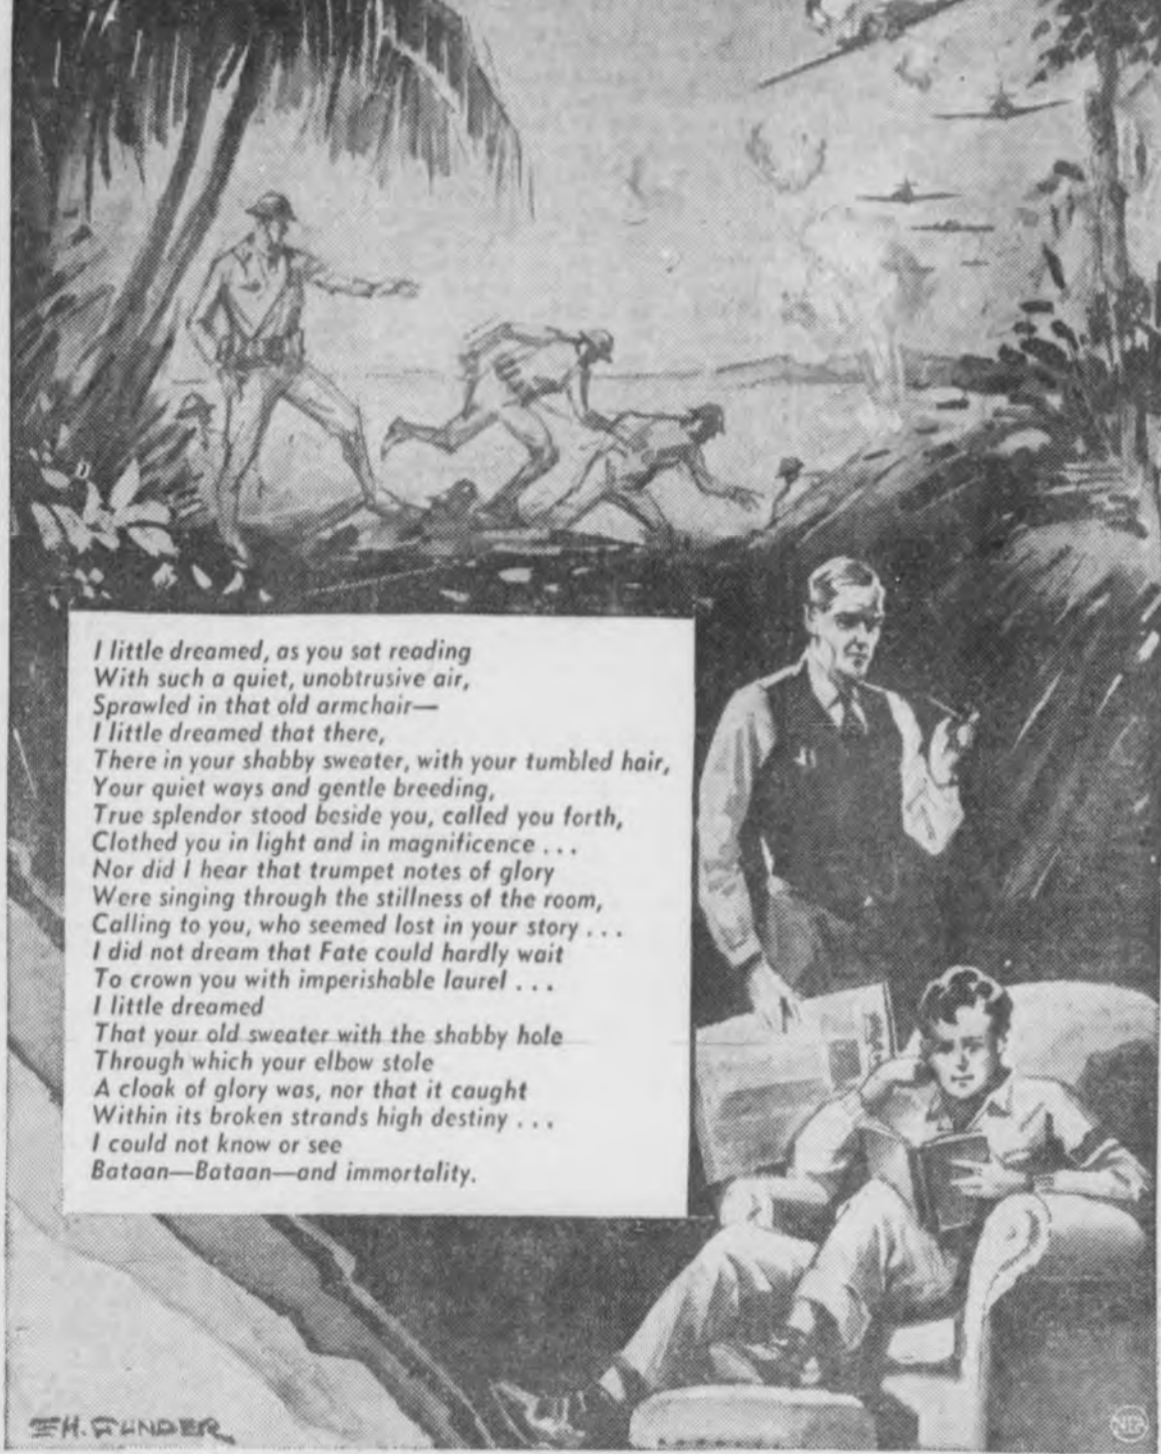 I little dreamed, as you sat reading
With such a quiet, unobtrusive air,
Sprawled in that old armchair—
I little dreamed that there,
There in your shabby sweater, with your tumbled hair,
Your quiet ways and gentle breeding,
True splendor stood beside you, called you forth,
Clothed you in light and in magnificence ...
Nor did I hear that trumpet notes of glory
Were singing through the stillness of the room,
Calling to you, who seemed lost in your story ...
I did not dream that Fate could hardly wait
To crown you with imperishable laurel ...
I little dreamed
That your old sweater with the shabby hole
Through which your elbow stole
A cloak of glory was, nor that it caught
Within its broken strands high destiny ...
I could not know or see
Bataan—Bataan—and immortality.
NEA